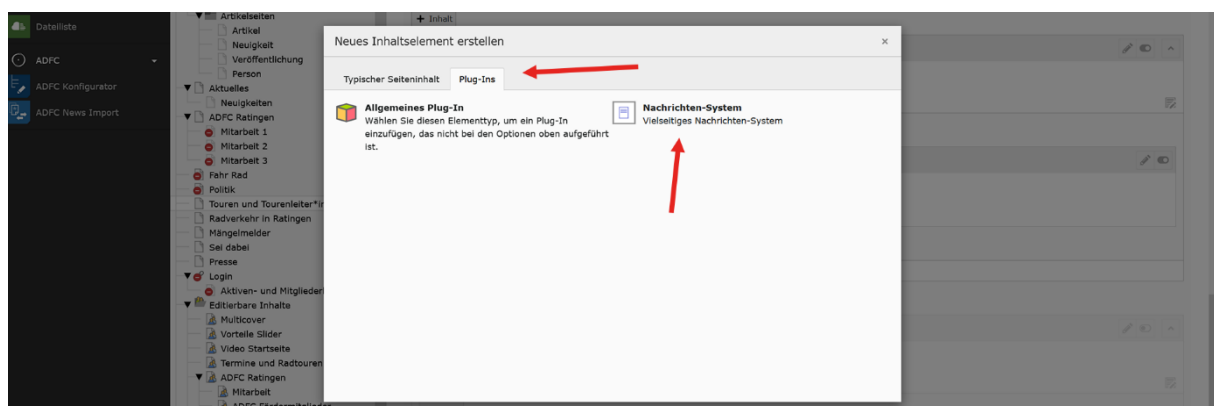 Dateiliste
ADFC
ADFC Konfigurator
ADFC News Import
Artikelseiten
Artikel
Neuigkeit
Veröffentlichung
Person
Aktuelles
Neuigkeiten
ADFC Ratingen
Mitarbeit 1
Mitarbeit 2
Mitarbeit 3
Fahr Rad
Politik
Touren und Tourenleiter*in
Radverkehr in Ratingen
Mängelmelder
Sei dabei
Presse
Login
Aktiven- und Mitglieder
Editierbare Inhalte
Multicover
Vorteile Slider
Video Startseite
Termine und Radtouren
ADFC Ratingen
Mitarbeit
ADFC Fördermitglieder
+ Inhalt
Neues Inhaltselement erstellen
×
Typischer Seiteninhalt Plug-Ins
Allgemeines Plug-In
Wählen Sie diesen Elementtyp, um ein Plug-In
einzufügen, das nicht bei den Optionen oben aufgeführt
ist.
Nachrichten-System
Vielseitiges Nachrichten-System